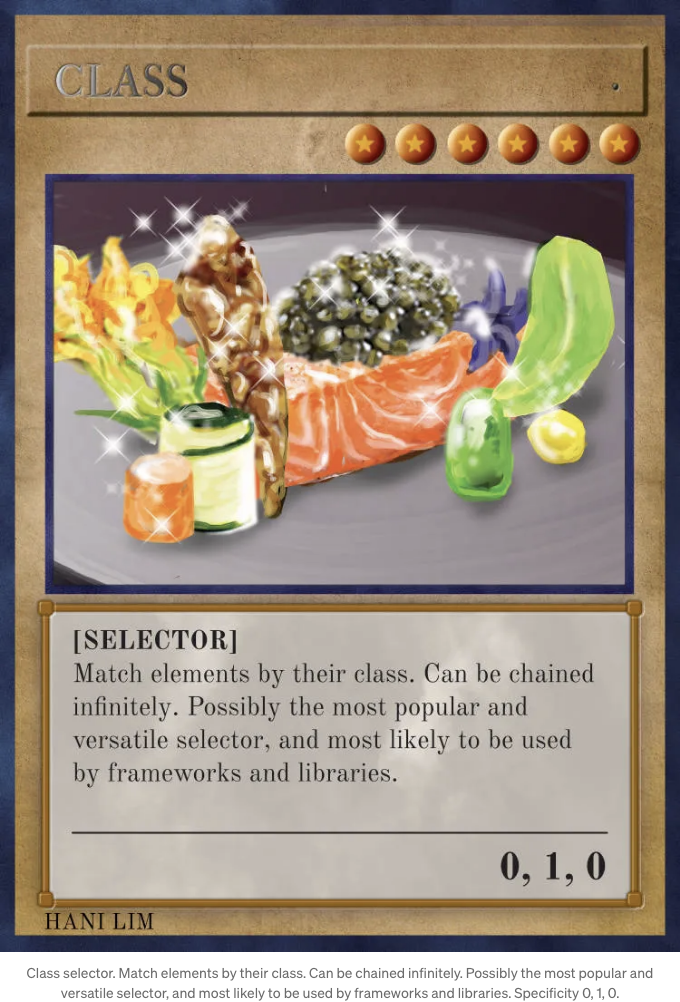 CLASS .
[SELECTOR]
Match elements by their class. Can be chained
infinitely. Possibly the most popular and
versatile selector, and most likely to be used
by frameworks and libraries.
0, 1, 0
HANI LIM
Class selector. Match elements by their class. Can be chained infinitely. Possibly the most popular and
versatile selector, and most likely to be used by frameworks and libraries. Specificity 0, 1, 0.